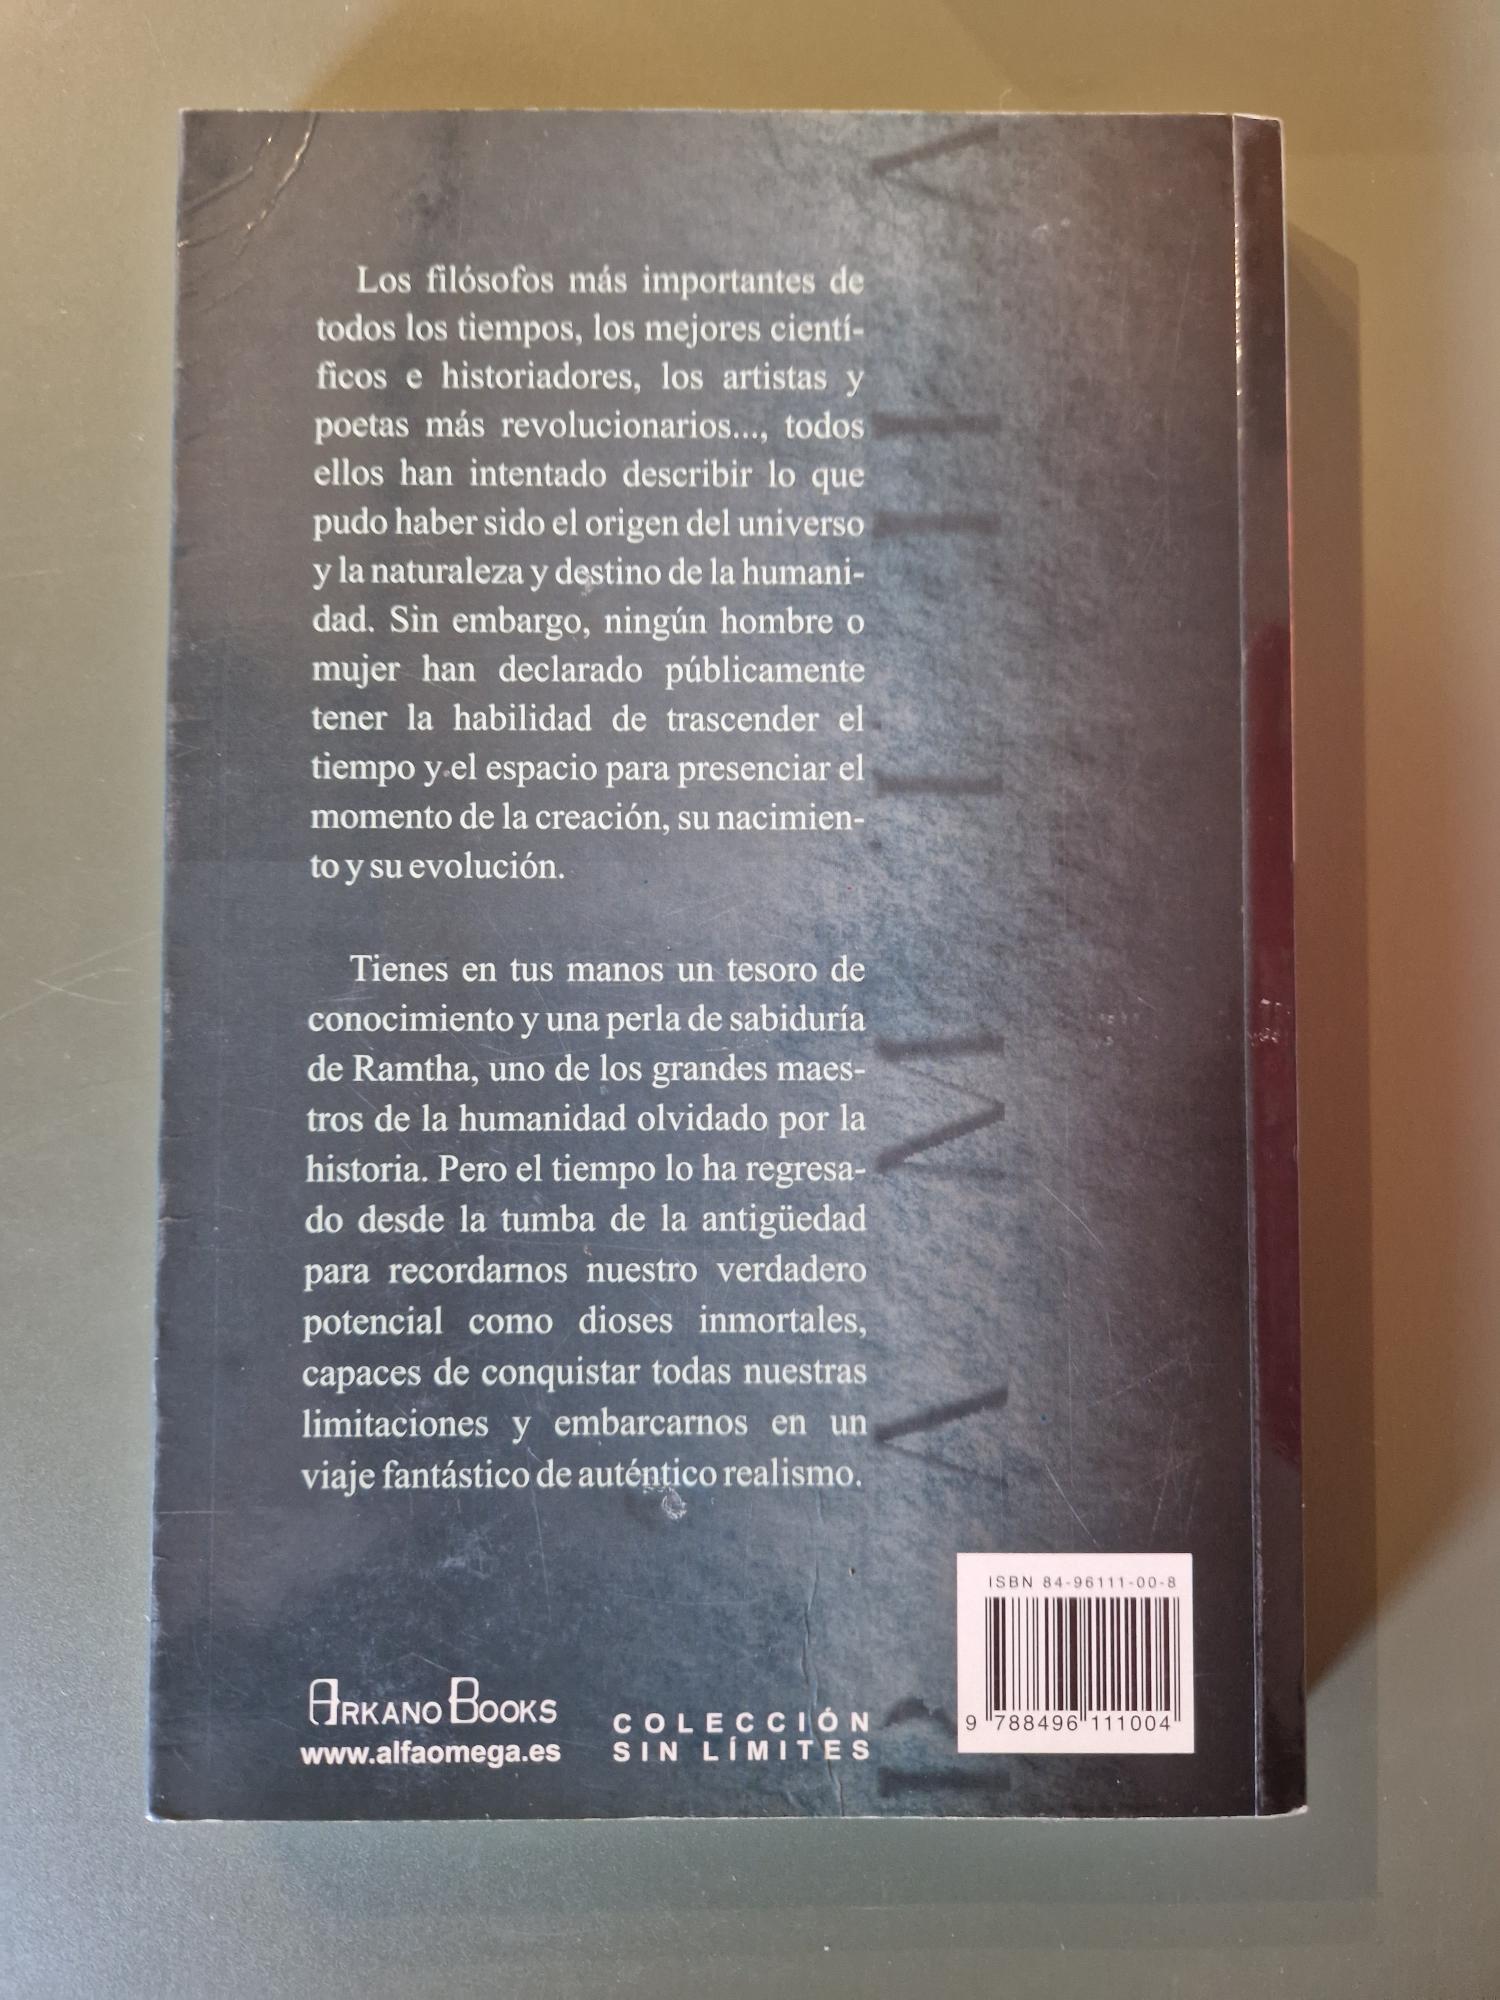 Los filósofos más importantes de
todos los tiempos, los mejores cientí-
ficos e historiadores, los artistas y
poetas más revolucionarios..., todos
ellos han intentado describir lo que
pudo haber sido el origen del universo
y la naturaleza y destino de la humani-
dad. Sin embargo, ningún hombre o
mujer han declarado públicamente
tener la habilidad de trascender el
tiempo y el espacio para presenciar el
momento de la creación, su nacimien-
to y su evolución.
Tienes en tus manos un tesoro de
conocimiento y una perla de sabiduría
de Ramtha, uno de los grandes maes-
tros de la humanidad olvidado por la
historia. Pero el tiempo lo ha regresa-
do desde la tumba de la antigüedad
para recordarnos nuestro verdadero
potencial como dioses inmortales,
capaces de conquistar todas nuestras
limitaciones y embarcarnos en un
viaje fantástico de auténtico realismo.
RAMTHA
ARKANO BOOKS
www.alfaomega.es
COLECCIÓN
SIN LÍMITES
ISBN 84-96111-00-8
9 788496 111004